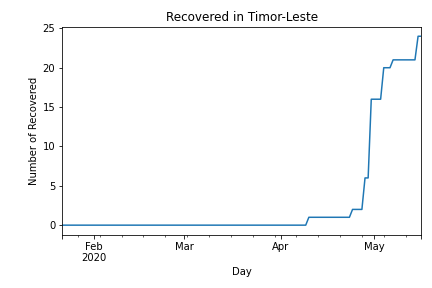 Recovered in Timor-Leste
25
20
15
10
5
0
Number of Recovered
Feb
2020
Mar
Apr
May
Day